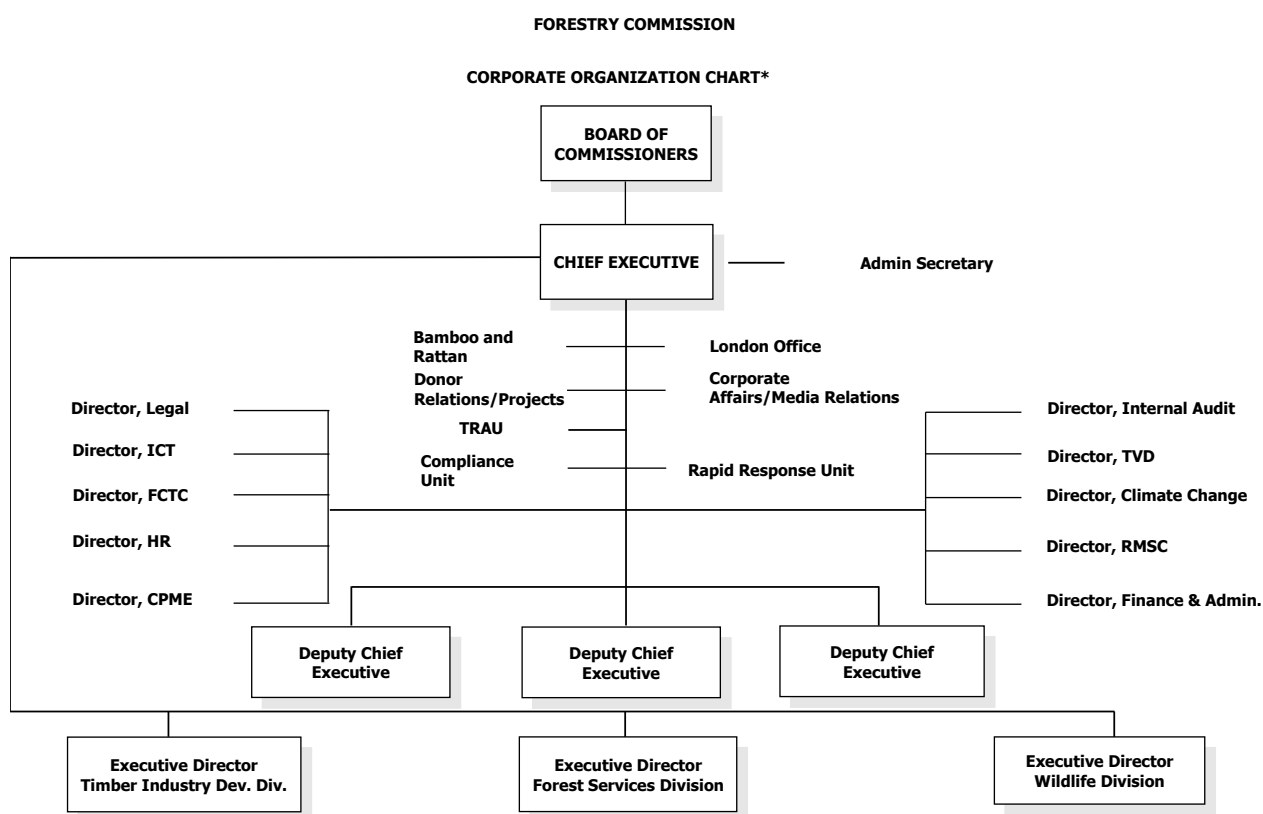 FORESTRY COMMISSION
CORPORATE ORGANIZATION CHART*
BOARD OF
COMMISSIONERS
CHIEF EXECUTIVE
Admin Secretary
Bamboo and
Rattan
London Office
Donor
Relations/Projects
Corporate
Affairs/Media Relations
TRAU
Compliance
Unit
Rapid Response Unit
Director, Legal
Director, ICT
Director, FCTC
Director, HR
Director, CPME
Director, Internal Audit
Director, TVD
Director, Climate Change
Director, RMSC
Director, Finance & Admin.
Deputy Chief
Executive
Deputy Chief
Executive
Deputy Chief
Executive
Executive Director
Timber Industry Dev. Div.
Executive Director
Forest Services Division
Executive Director
Wildlife Division